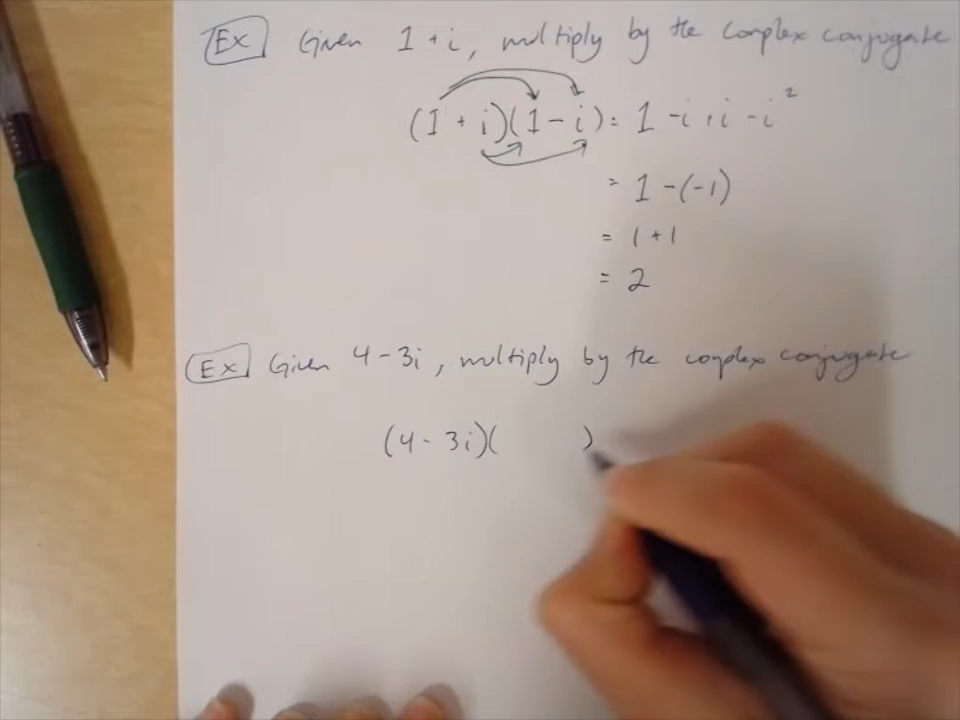 Ex Given 1 + i, multiply by the complex conjugate
(1 + i)(1 - i) = 1 - i + i - i²
= 1 - (-1)
= 1 + 1
= 2
Ex Given 4 - 3i, multiply by the complex conjugate
(4 - 3i)( )